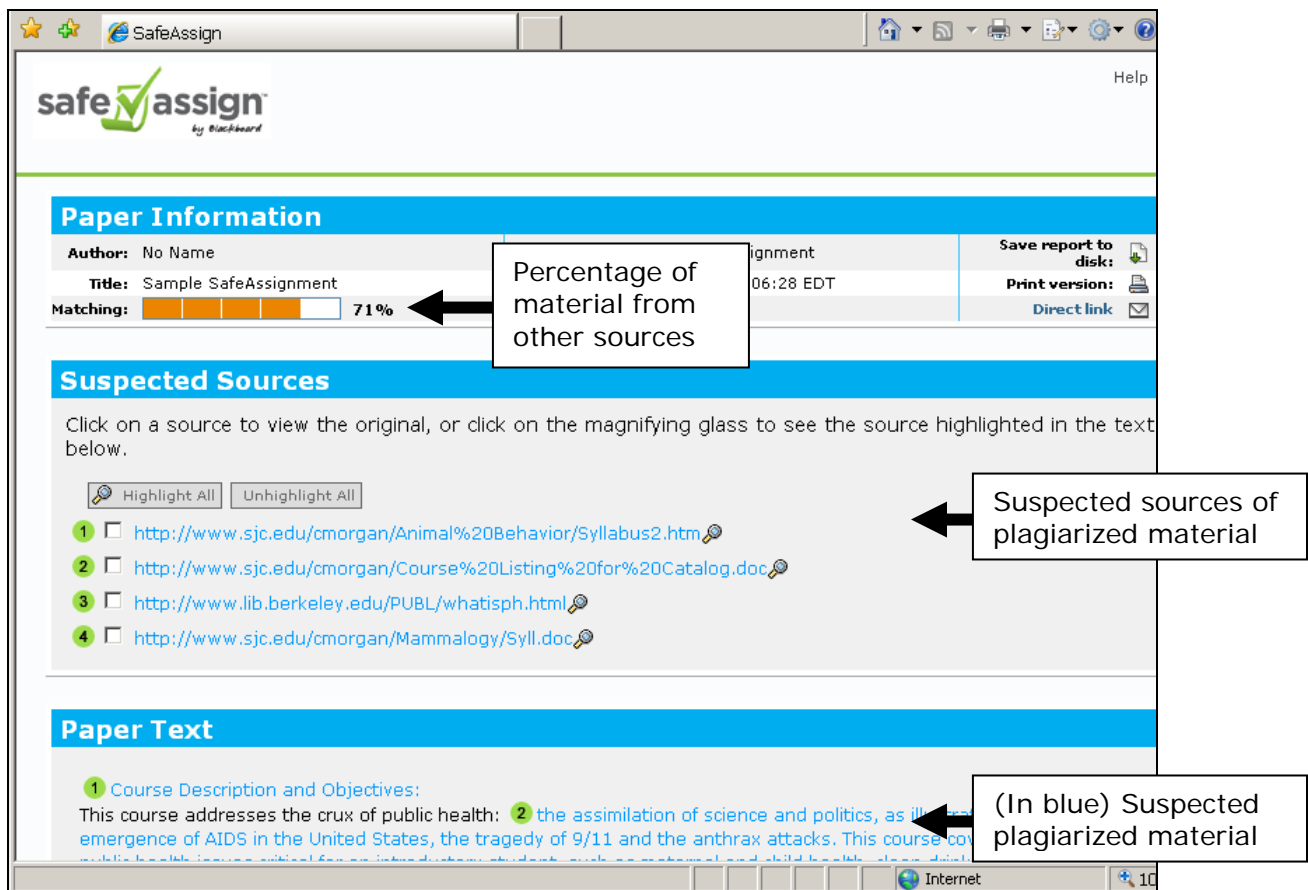 SafeAssign
safe assign™
by Blackboard
Help
Paper Information
Author: No Name
ignment
Save report to disk:
Title: Sample SafeAssignment
06:28 EDT
Print version:
Matching: 71%
Direct link
Percentage of
material from
other sources
Suspected Sources
Click on a source to view the original, or click on the magnifying glass to see the source highlighted in the text
below.
Highlight All Unhighlight All
1 http://www.sjc.edu/cmorgan/Animal%20Behavior/Syllabus2.htm
2 http://www.sjc.edu/cmorgan/Course%20Listing%20for%20Catalog.doc
3 http://www.lib.berkeley.edu/PUBL/whatisph.html
4 http://www.sjc.edu/cmorgan/Mammalogy/Syll.doc
Suspected sources of
plagiarized material
Paper Text
1 Course Description and Objectives:
This course addresses the crux of public health: 2 the assimilation of science and politics, as
emergence of AIDS in the United States, the tragedy of 9/11 and the anthrax attacks. This course
(In blue) Suspected
plagiarized material
Internet
10